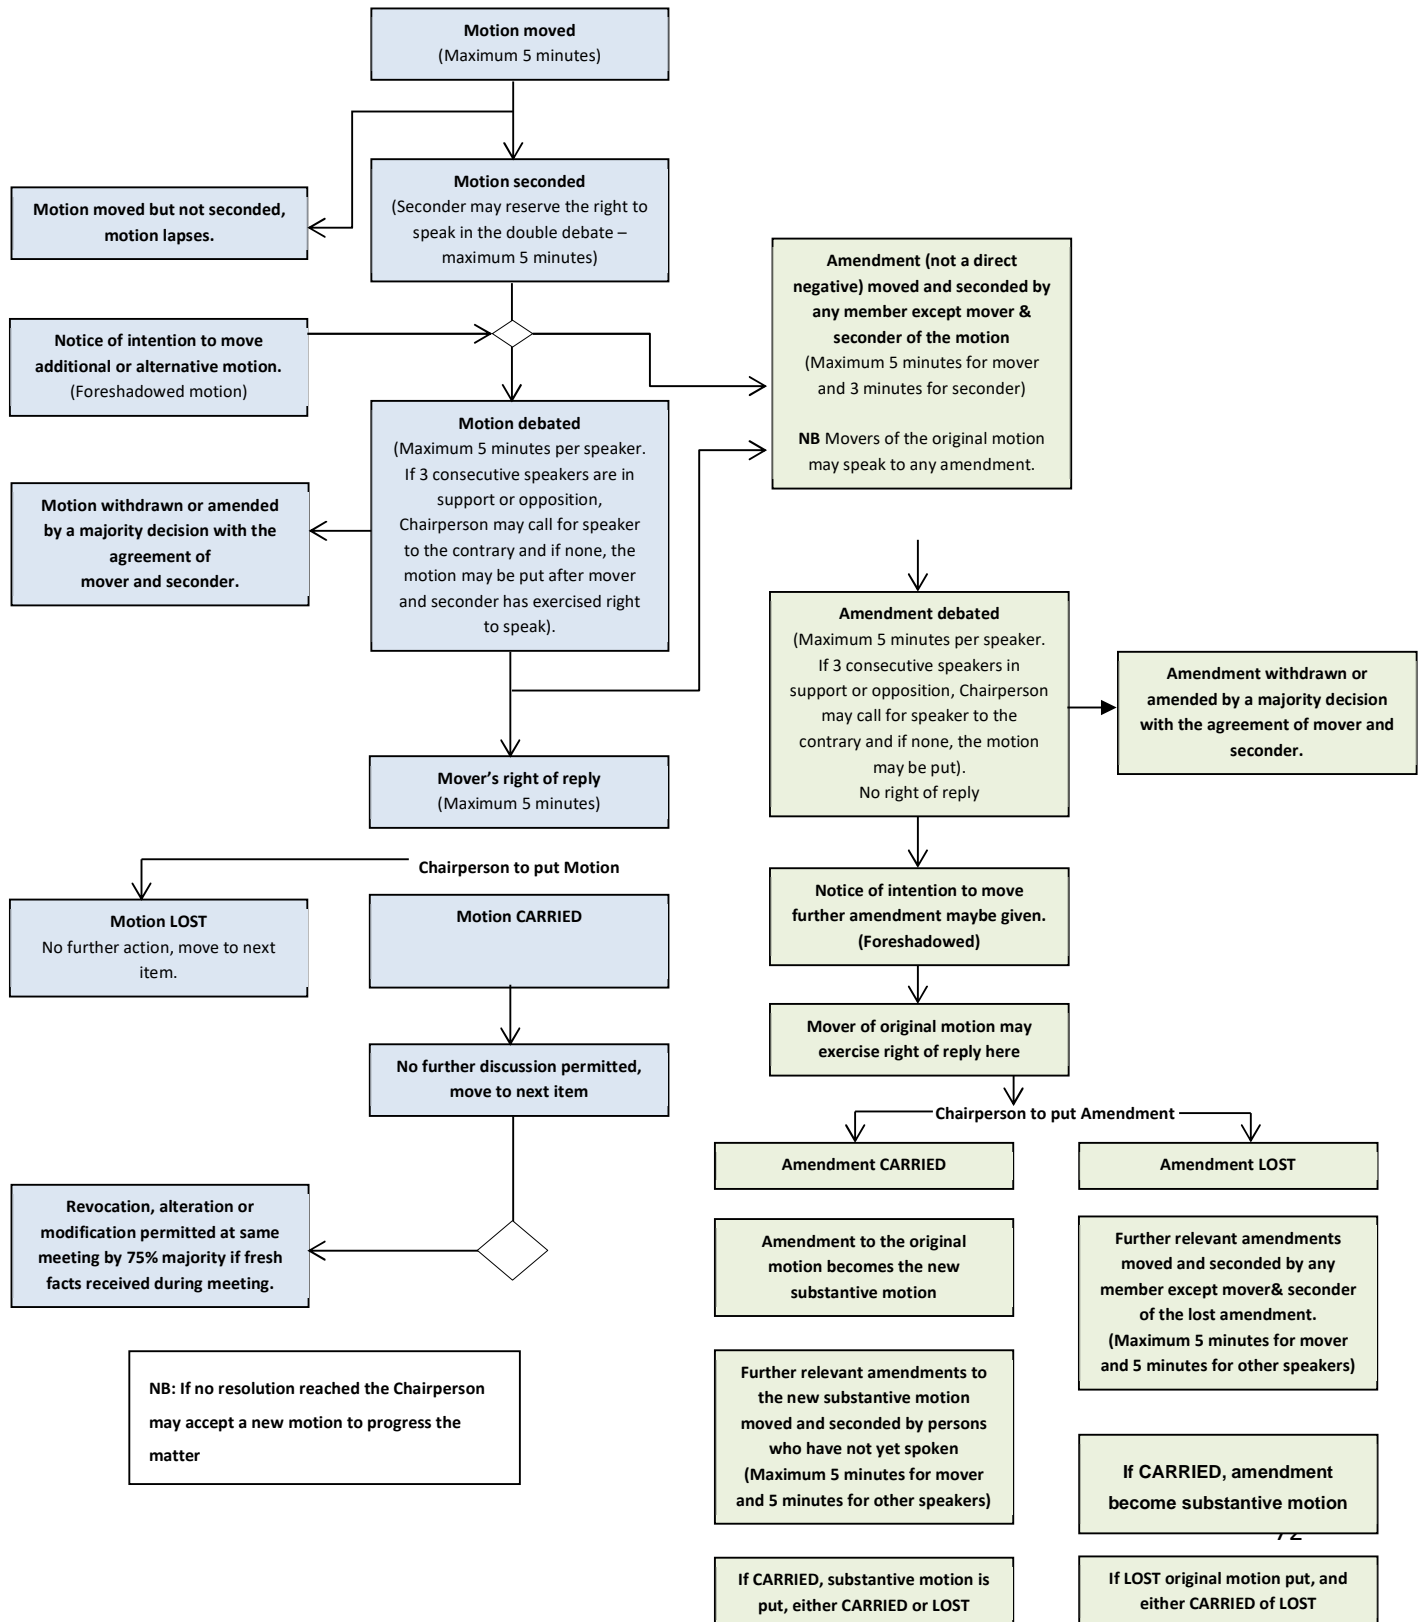 Motion moved
(Maximum 5 minutes)
Motion seconded
(Seconder may reserve the right to
speak in the double debate –
maximum 5 minutes)
Motion moved but not seconded,
motion lapses.
Notice of intention to move
additional or alternative motion.
(Foreshadowed motion)
Motion debated
(Maximum 5 minutes per speaker.
If 3 consecutive speakers are in
support or opposition,
Chairperson may call for speaker
to the contrary and if none, the
motion may be put after mover
and seconder has exercised right
to speak).
Motion withdrawn or amended
by a majority decision with the
agreement of
mover and seconder.
Mover’s right of reply
(Maximum 5 minutes)
Chairperson to put Motion
Motion LOST
No further action, move to next
item.
Motion CARRIED
No further discussion permitted,
move to next item
Revocation, alteration or
modification permitted at same
meeting by 75% majority if fresh
facts received during meeting.
NB: If no resolution reached the Chairperson
may accept a new motion to progress the
matter
Amendment (not a direct
negative) moved and seconded by
any member except mover &
seconder of the motion
(Maximum 5 minutes for mover
and 3 minutes for seconder)
NB Movers of the original motion
may speak to any amendment.
Amendment debated
(Maximum 5 minutes per speaker.
If 3 consecutive speakers in
support or opposition, Chairperson
may call for speaker to the
contrary and if none, the motion
may be put).
No right of reply
Amendment withdrawn or
amended by a majority decision
with the agreement of mover and
seconder.
Notice of intention to move
further amendment maybe given.
(Foreshadowed)
Mover of original motion may
exercise right of reply here
Chairperson to put Amendment
Amendment CARRIED
Amendment to the original
motion becomes the new
substantive motion
Further relevant amendments to
the new substantive motion
moved and seconded by persons
who have not yet spoken
(Maximum 5 minutes for mover
and 5 minutes for other speakers)
If CARRIED, substantive motion is
put, either CARRIED or LOST
Amendment LOST
Further relevant amendments
moved and seconded by any
member except mover& seconder
of the lost amendment.
(Maximum 5 minutes for mover
and 5 minutes for other speakers)
If CARRIED, amendment
become substantive motion
If LOST original motion put, and
either CARRIED of LOST